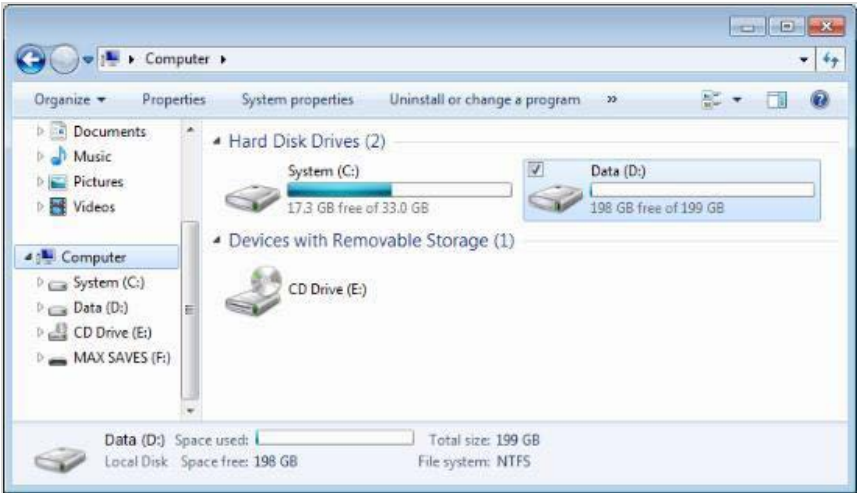 Computer
Organize Properties System properties Uninstall or change a program »
Documents
Music
Pictures
Videos
Computer
System (C:)
Data (D:)
CD Drive (E:)
MAX SAVES (F:)
Hard Disk Drives (2)
System (C:)
17.3 GB free of 33.0 GB
Data (D:)
198 GB free of 199 GB
Devices with Removable Storage (1)
CD Drive (E:)
Data (D:) Space used: Total size: 199 GB
Local Disk Space free: 198 GB File system: NTFS